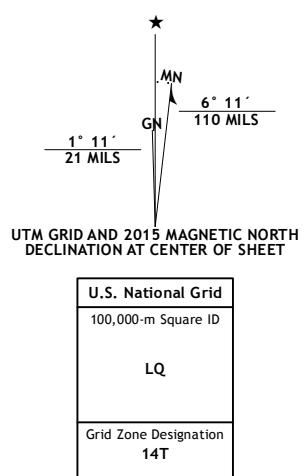 MN
GN
6° 11´
110 MILS
1° 11´
21 MILS
UTM GRID AND 2015 MAGNETIC NORTH
DECLINATION AT CENTER OF SHEET
U.S. National Grid
100,000-m Square ID
LQ
Grid Zone Designation
14T